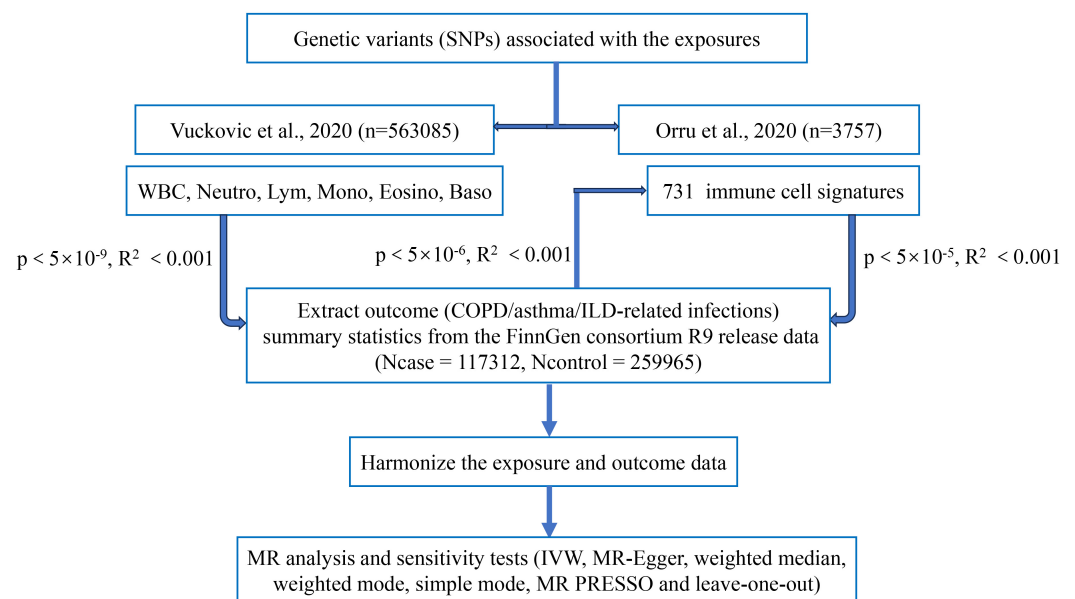 Genetic variants (SNPs) associated with the exposures
Vuckovic et al., 2020 (n=563085)
Orru et al., 2020 (n=3757)
WBC, Neutro, Lym, Mono, Eosino, Baso
731 immune cell signatures
p < 5×10⁻⁹, R² < 0.001
p < 5×10⁻⁶, R² < 0.001
p < 5×10⁻⁵, R² < 0.001
Extract outcome (COPD/asthma/ILD-related infections)
summary statistics from the FinnGen consortium R9 release data
(Ncase = 117312, Ncontrol = 259965)
Harmonize the exposure and outcome data
MR analysis and sensitivity tests (IVW, MR-Egger, weighted median,
weighted mode, simple mode, MR PRESSO and leave-one-out)